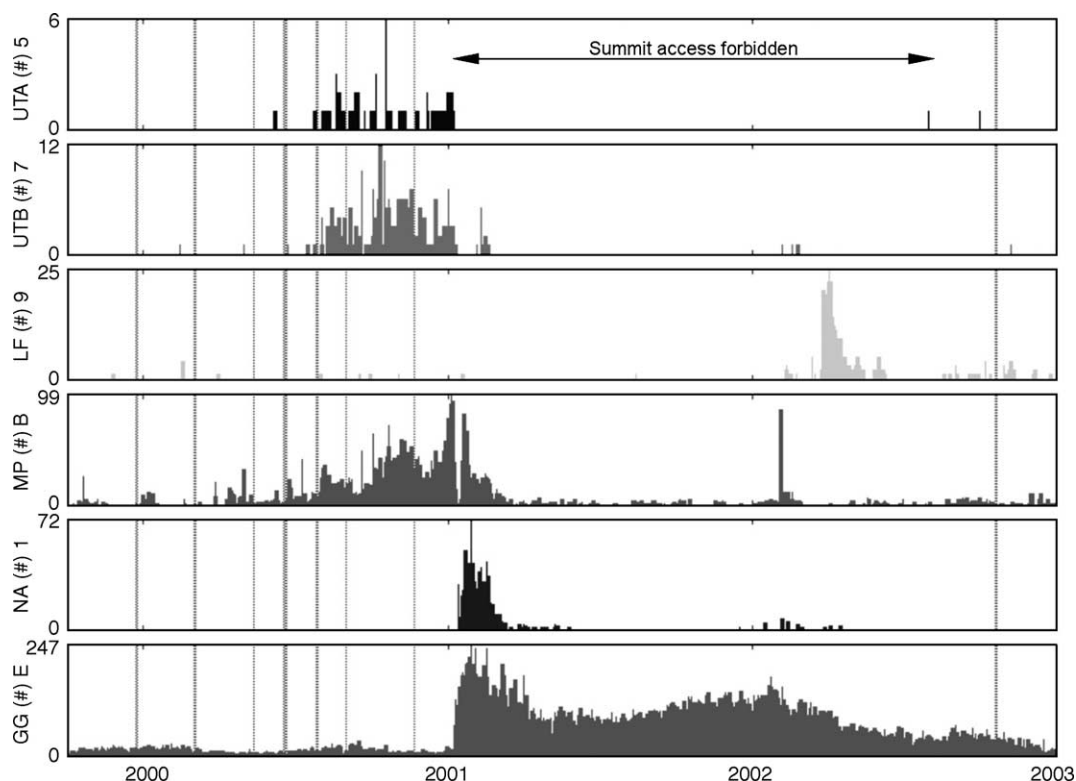 6
UTA (#) 5
0
Summit access forbidden
12
UTB (#) 7
0
25
LF (#) 9
0
99
MP (#) B
0
72
NA (#) 1
0
247
GG (#) E
0
2000
2001
2002
2003